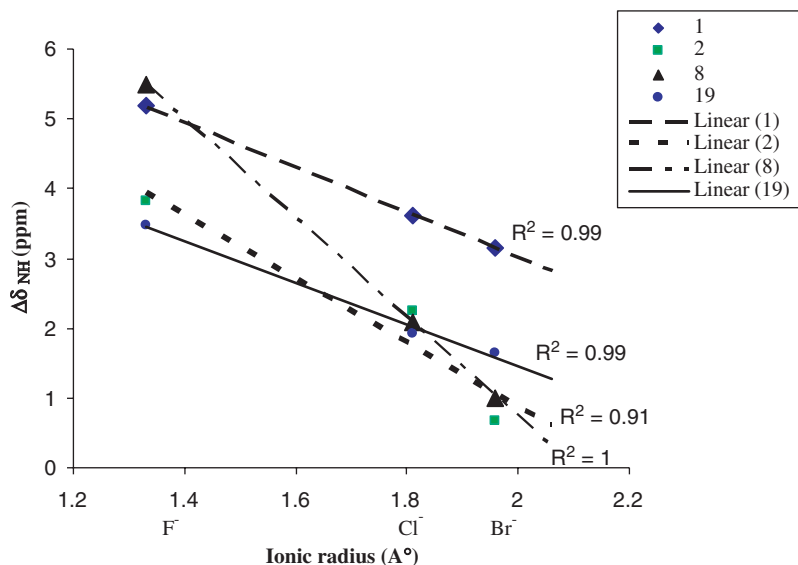 1
2
8
19
Linear (1)
Linear (2)
Linear (8)
Linear (19)
6
5
4
3
2
1
0
Δδ NH (ppm)
R² = 0.99
R² = 0.99
R² = 0.91
R² = 1
1.2 1.4 1.6 1.8 2 2.2
F⁻ Cl⁻ Br⁻
Ionic radius (A°)